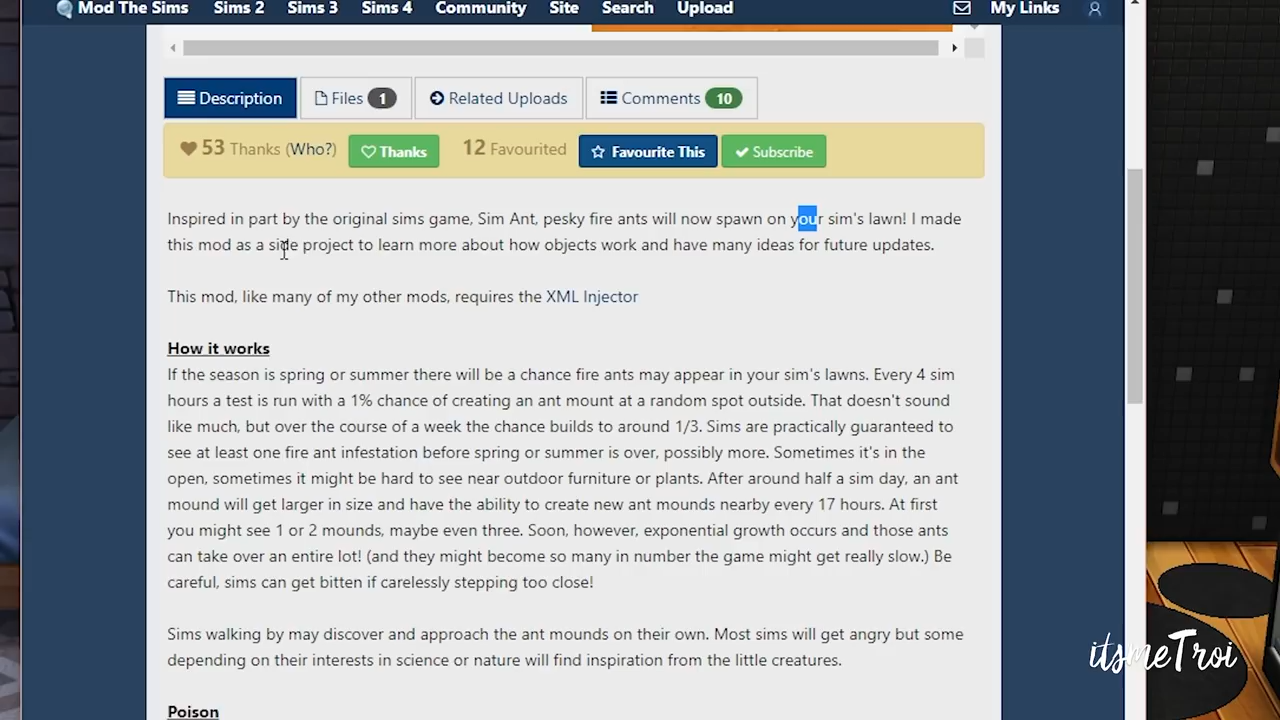 Mod The Sims Sims 2 Sims 3 Sims 4 Community Site Search Upload My Links
Description Files 1 Related Uploads Comments 10
53 Thanks (Who?) Thanks 12 Favourited Favourite This Subscribe
Inspired in part by the original sims game, Sim Ant, pesky fire ants will now spawn on your sim's lawn! I made
this mod as a side project to learn more about how objects work and have many ideas for future updates.
This mod, like many of my other mods, requires the XML Injector
How it works
If the season is spring or summer there will be a chance fire ants may appear in your sim's lawns. Every 4 sim
hours a test is run with a 1% chance of creating an ant mount at a random spot outside. That doesn't sound
like much, but over the course of a week the chance builds to around 1/3. Sims are practically guaranteed to
see at least one fire ant infestation before spring or summer is over, possibly more. Sometimes it's in the
open, sometimes it might be hard to see near outdoor furniture or plants. After around half a sim day, an ant
mound will get larger in size and have the ability to create new ant mounds nearby every 17 hours. At first
you might see 1 or 2 mounds, maybe even three. Soon, however, exponential growth occurs and those ants
can take over an entire lot! (and they might become so many in number the game might get really slow.) Be
careful, sims can get bitten if carelessly stepping too close!
Sims walking by may discover and approach the ant mounds on their own. Most sims will get angry but some
depending on their interests in science or nature will find inspiration from the little creatures.
itsmeTroi
Poison